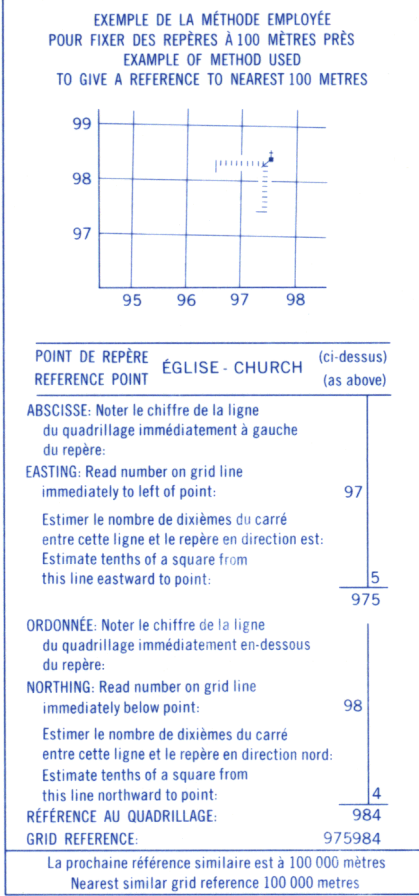 EXEMPLE DE LA MÉTHODE EMPLOYÉE
POUR FIXER DES REPÈRES À 100 MÈTRES PRÈS
EXAMPLE OF METHOD USED
TO GIVE A REFERENCE TO NEAREST 100 METRES
99
98
97
95 96 97 98
POINT DE REPÈRE
REFERENCE POINT
ÉGLISE - CHURCH
(ci-dessus)
(as above)
ABSCISSE: Noter le chiffre de la ligne
du quadrillage immédiatement à gauche
du repère:
EASTING: Read number on grid line
immediately to left of point: 97
Estimer le nombre de dixièmes du carré
entre cette ligne et le repère en direction est:
Estimate tenths of a square from
this line eastward to point: 5
975
ORDONNÉE: Noter le chiffre de la ligne
du quadrillage immédiatement en-dessous
du repère:
NORTHING: Read number on grid line
immediately below point: 98
Estimer le nombre de dixièmes du carré
entre cette ligne et le repère en direction nord:
Estimate tenths of a square from
this line northward to point: 4
RÉFÉRENCE AU QUADRILLAGE: 984
GRID REFERENCE: 975984
La prochaine référence similaire est à 100 000 mètres
Nearest similar grid reference 100 000 metres